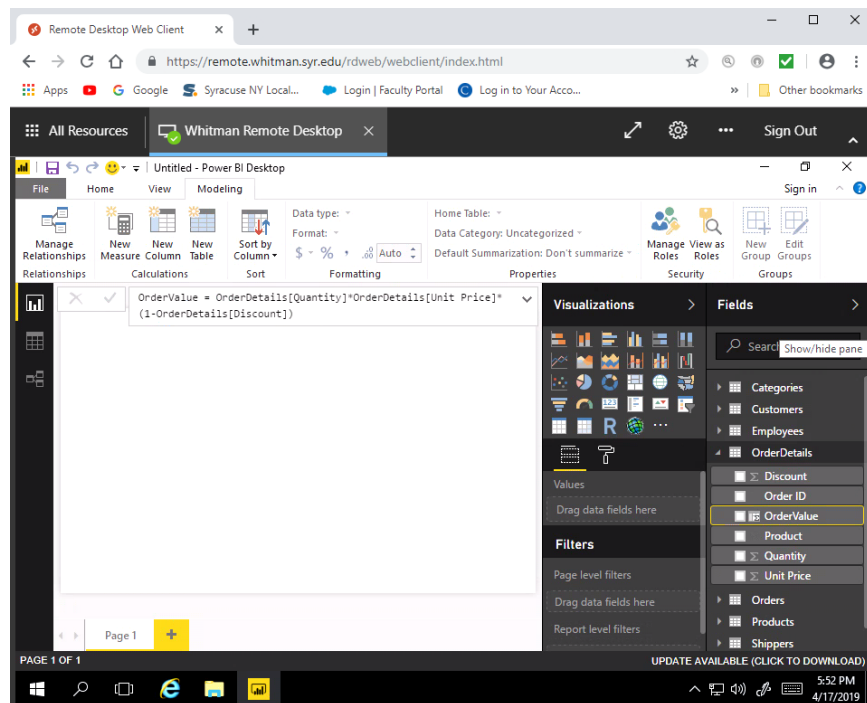 Remote Desktop Web Client
https://remote.whitman.syr.edu/rdweb/webclient/index.html
Apps G Google Syracuse NY Local... Login | Faculty Portal Log in to Your Acco... » Other bookmarks
All Resources Whitman Remote Desktop Sign Out
Untitled - Power BI Desktop
File Home View Modeling Sign in
Manage Relationships
New Measure
New Column
New Table
Sort by Column
Data type:
Format:
$ % , .00 Auto
Home Table:
Data Category: Uncategorized
Default Summarization: Don't summarize
Manage Roles
View as Roles
New Group
Edit Groups
Relationships Calculations Sort Formatting Properties Security Groups
OrderValue = OrderDetails[Quantity]*OrderDetails[Unit Price]*
(1-OrderDetails[Discount])
Visualizations
123
R
Values
Drag data fields here
Filters
Page level filters
Drag data fields here
Report level filters
Fields
Search
Show/hide pane
Categories
Customers
Employees
OrderDetails
Σ Discount
Order ID
OrderValue
Product
Σ Quantity
Σ Unit Price
Orders
Products
Shippers
Page 1
PAGE 1 OF 1
UPDATE AVAILABLE (CLICK TO DOWNLOAD)
5:52 PM
4/17/2019